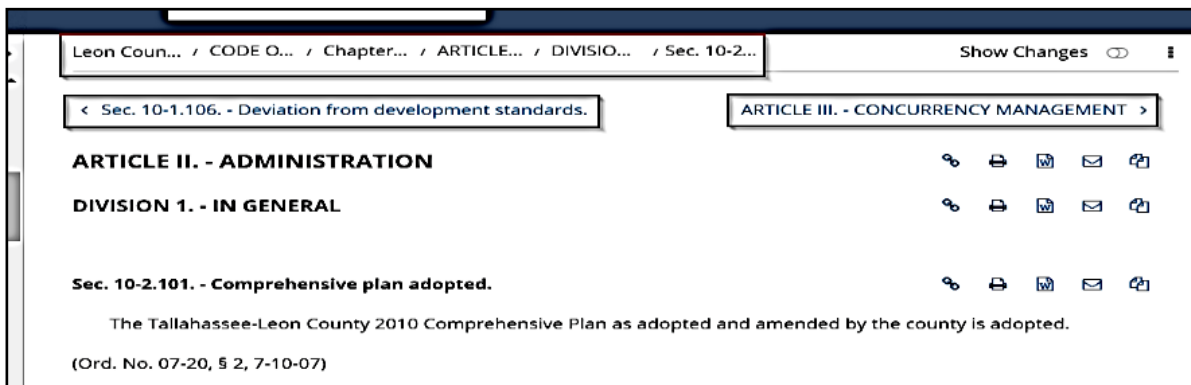 Leon Coun... / CODE O... / Chapter... / ARTICLE... / DIVISIO... / Sec. 10-2... Show Changes
< Sec. 10-1.106. - Deviation from development standards. ARTICLE III. - CONCURRENCY MANAGEMENT >
ARTICLE II. - ADMINISTRATION
DIVISION 1. - IN GENERAL
Sec. 10-2.101. - Comprehensive plan adopted.
The Tallahassee-Leon County 2010 Comprehensive Plan as adopted and amended by the county is adopted.
(Ord. No. 07-20, § 2, 7-10-07)